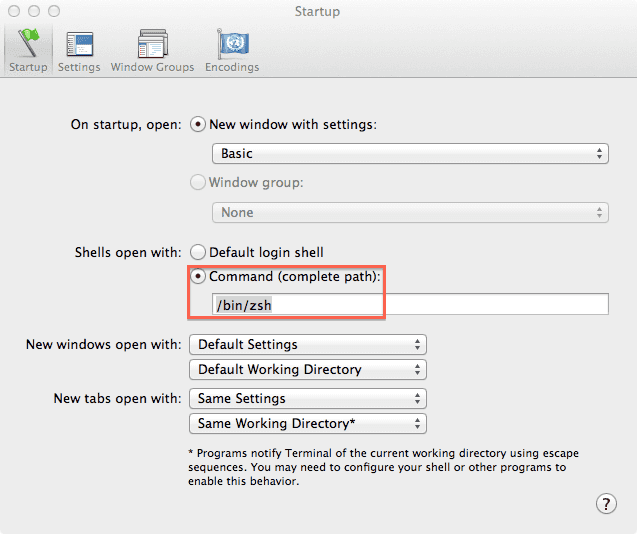 Startup
Startup Settings Window Groups Encodings
On startup, open: New window with settings:
Basic
Window group:
None
Shells open with: Default login shell
Command (complete path):
/bin/zsh
New windows open with: Default Settings
Default Working Directory
New tabs open with: Same Settings
Same Working Directory*
* Programs notify Terminal of the current working directory using escape
sequences. You may need to configure your shell or other programs to
enable this behavior.
?